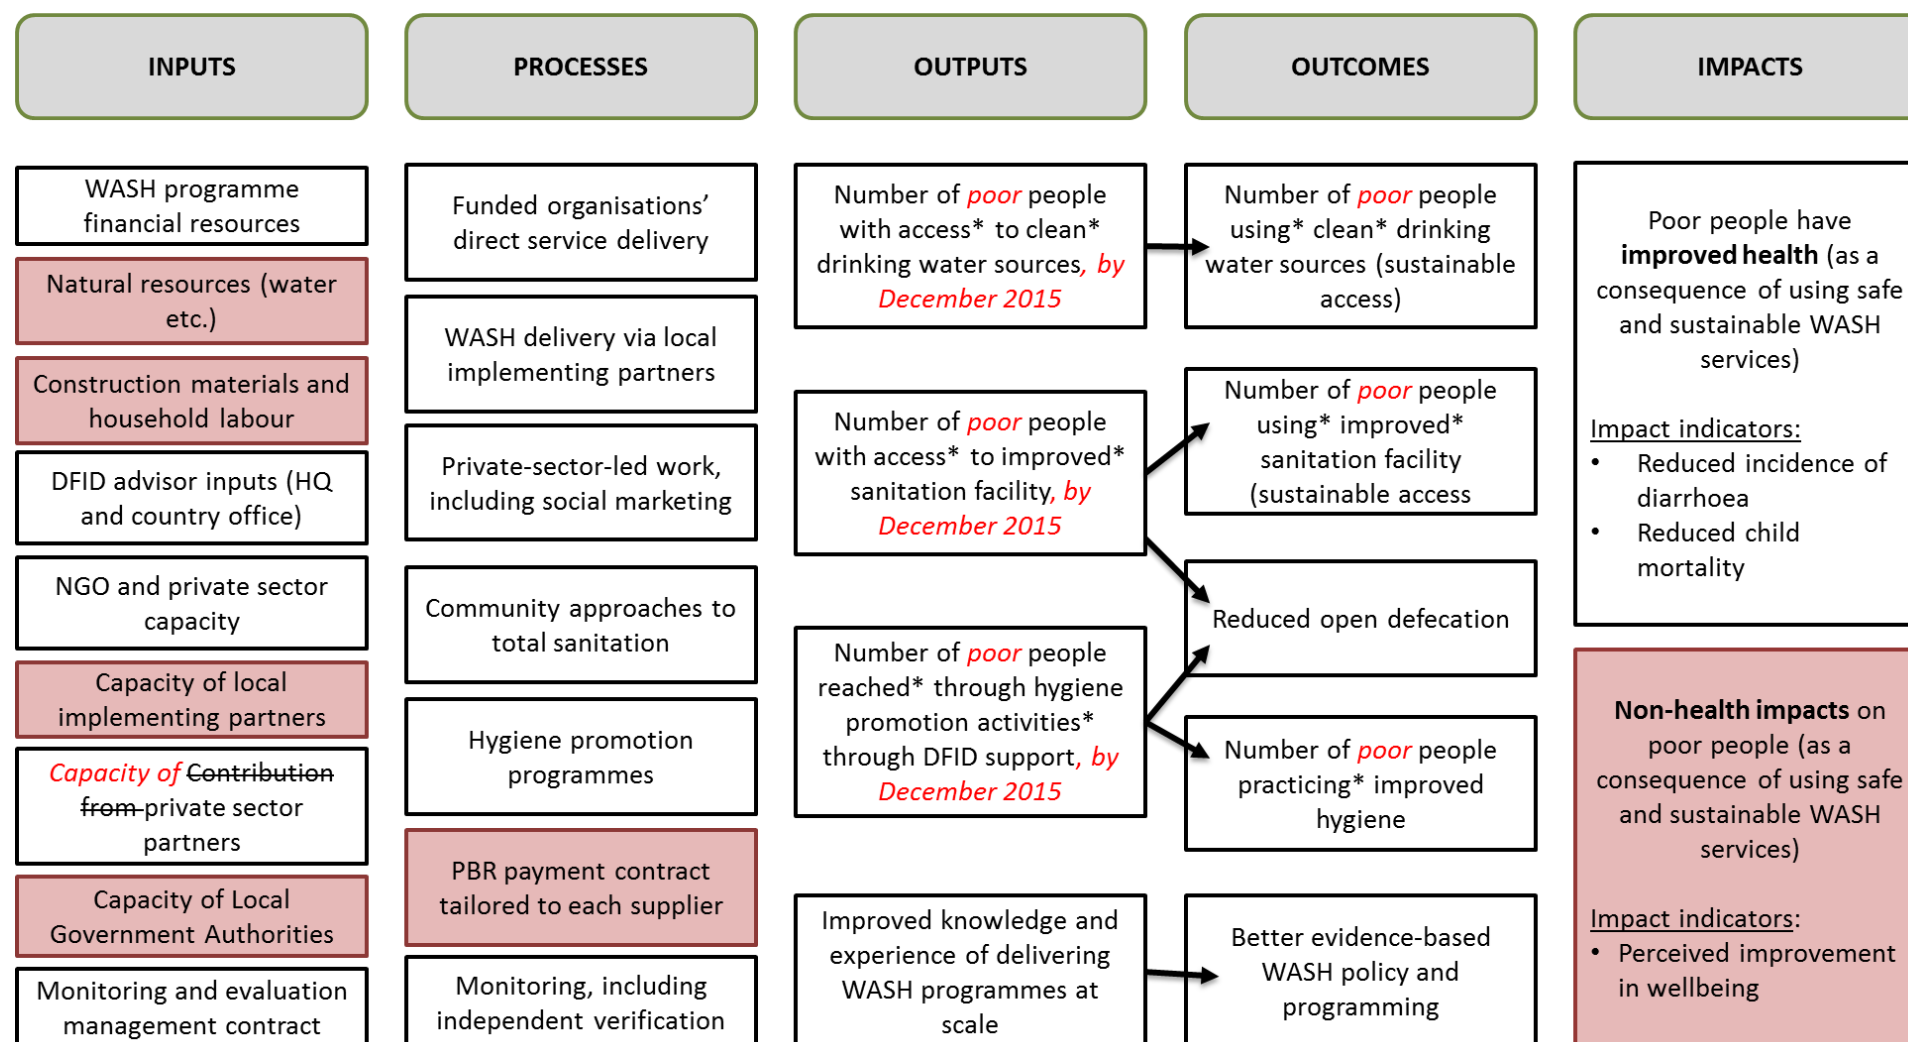 INPUTS
WASH programme
financial resources
Natural resources (water
etc.)
Construction materials and
household labour
DFID advisor inputs (HQ
and country office)
NGO and private sector
capacity
Capacity of local
implementing partners
Capacity of Contribution
from private sector
partners
Capacity of Local
Government Authorities
Monitoring and evaluation
management contract
PROCESSES
Funded organisations’
direct service delivery
WASH delivery via local
implementing partners
Private-sector-led work,
including social marketing
Community approaches to
total sanitation
Hygiene promotion
programmes
PBR payment contract
tailored to each supplier
Monitoring, including
independent verification
OUTPUTS
Number of poor people
with access* to clean*
drinking water sources, by
December 2015
Number of poor people
with access* to improved*
sanitation facility, by
December 2015
Number of poor people
reached* through hygiene
promotion activities*
through DFID support, by
December 2015
Improved knowledge and
experience of delivering
WASH programmes at
scale
OUTCOMES
Number of poor people
using* clean* drinking
water sources (sustainable
access)
Number of poor people
using* improved*
sanitation facility
(sustainable access
Reduced open defecation
Number of poor people
practicing* improved
hygiene
Better evidence-based
WASH policy and
programming
IMPACTS
Poor people have
improved health (as a
consequence of using safe
and sustainable WASH
services)
Impact indicators:
• Reduced incidence of
diarrhoea
• Reduced child
mortality
Non-health impacts on
poor people (as a
consequence of using safe
and sustainable WASH
services)
Impact indicators:
• Perceived improvement
in wellbeing